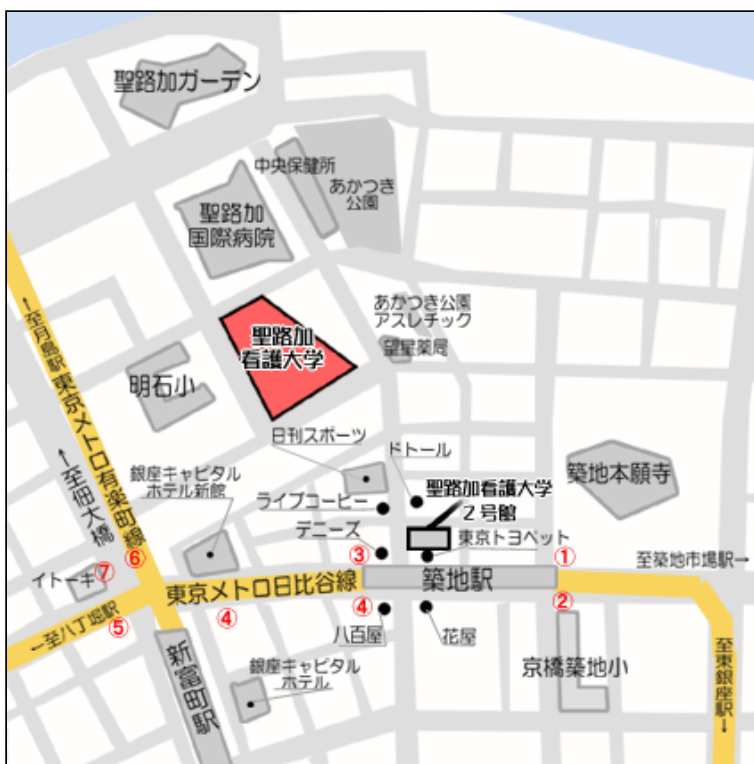 聖路加ガーデン
中央保健所
あかつき
公園
聖路加
国際病院
あかつき公園
アスレチック
望星薬局
聖路加
看護大学
明石小
←至月島駅
東京メトロ有楽町線
←至佃大橋
日刊スポーツ
ドトール
銀座キャピタル
ホテル新館
ライブコーヒー
聖路加看護大学
2号館
築地本願寺
デニーズ
東京トヨペット
⑥
⑦
イトーキ
③
①
至築地市場駅→
東京メトロ日比谷線
築地駅
②
④
④
⑤
←至八丁堀駅
八百屋
花屋
新富町駅
銀座キャピタル
ホテル
京橋築地小
至東銀座駅→